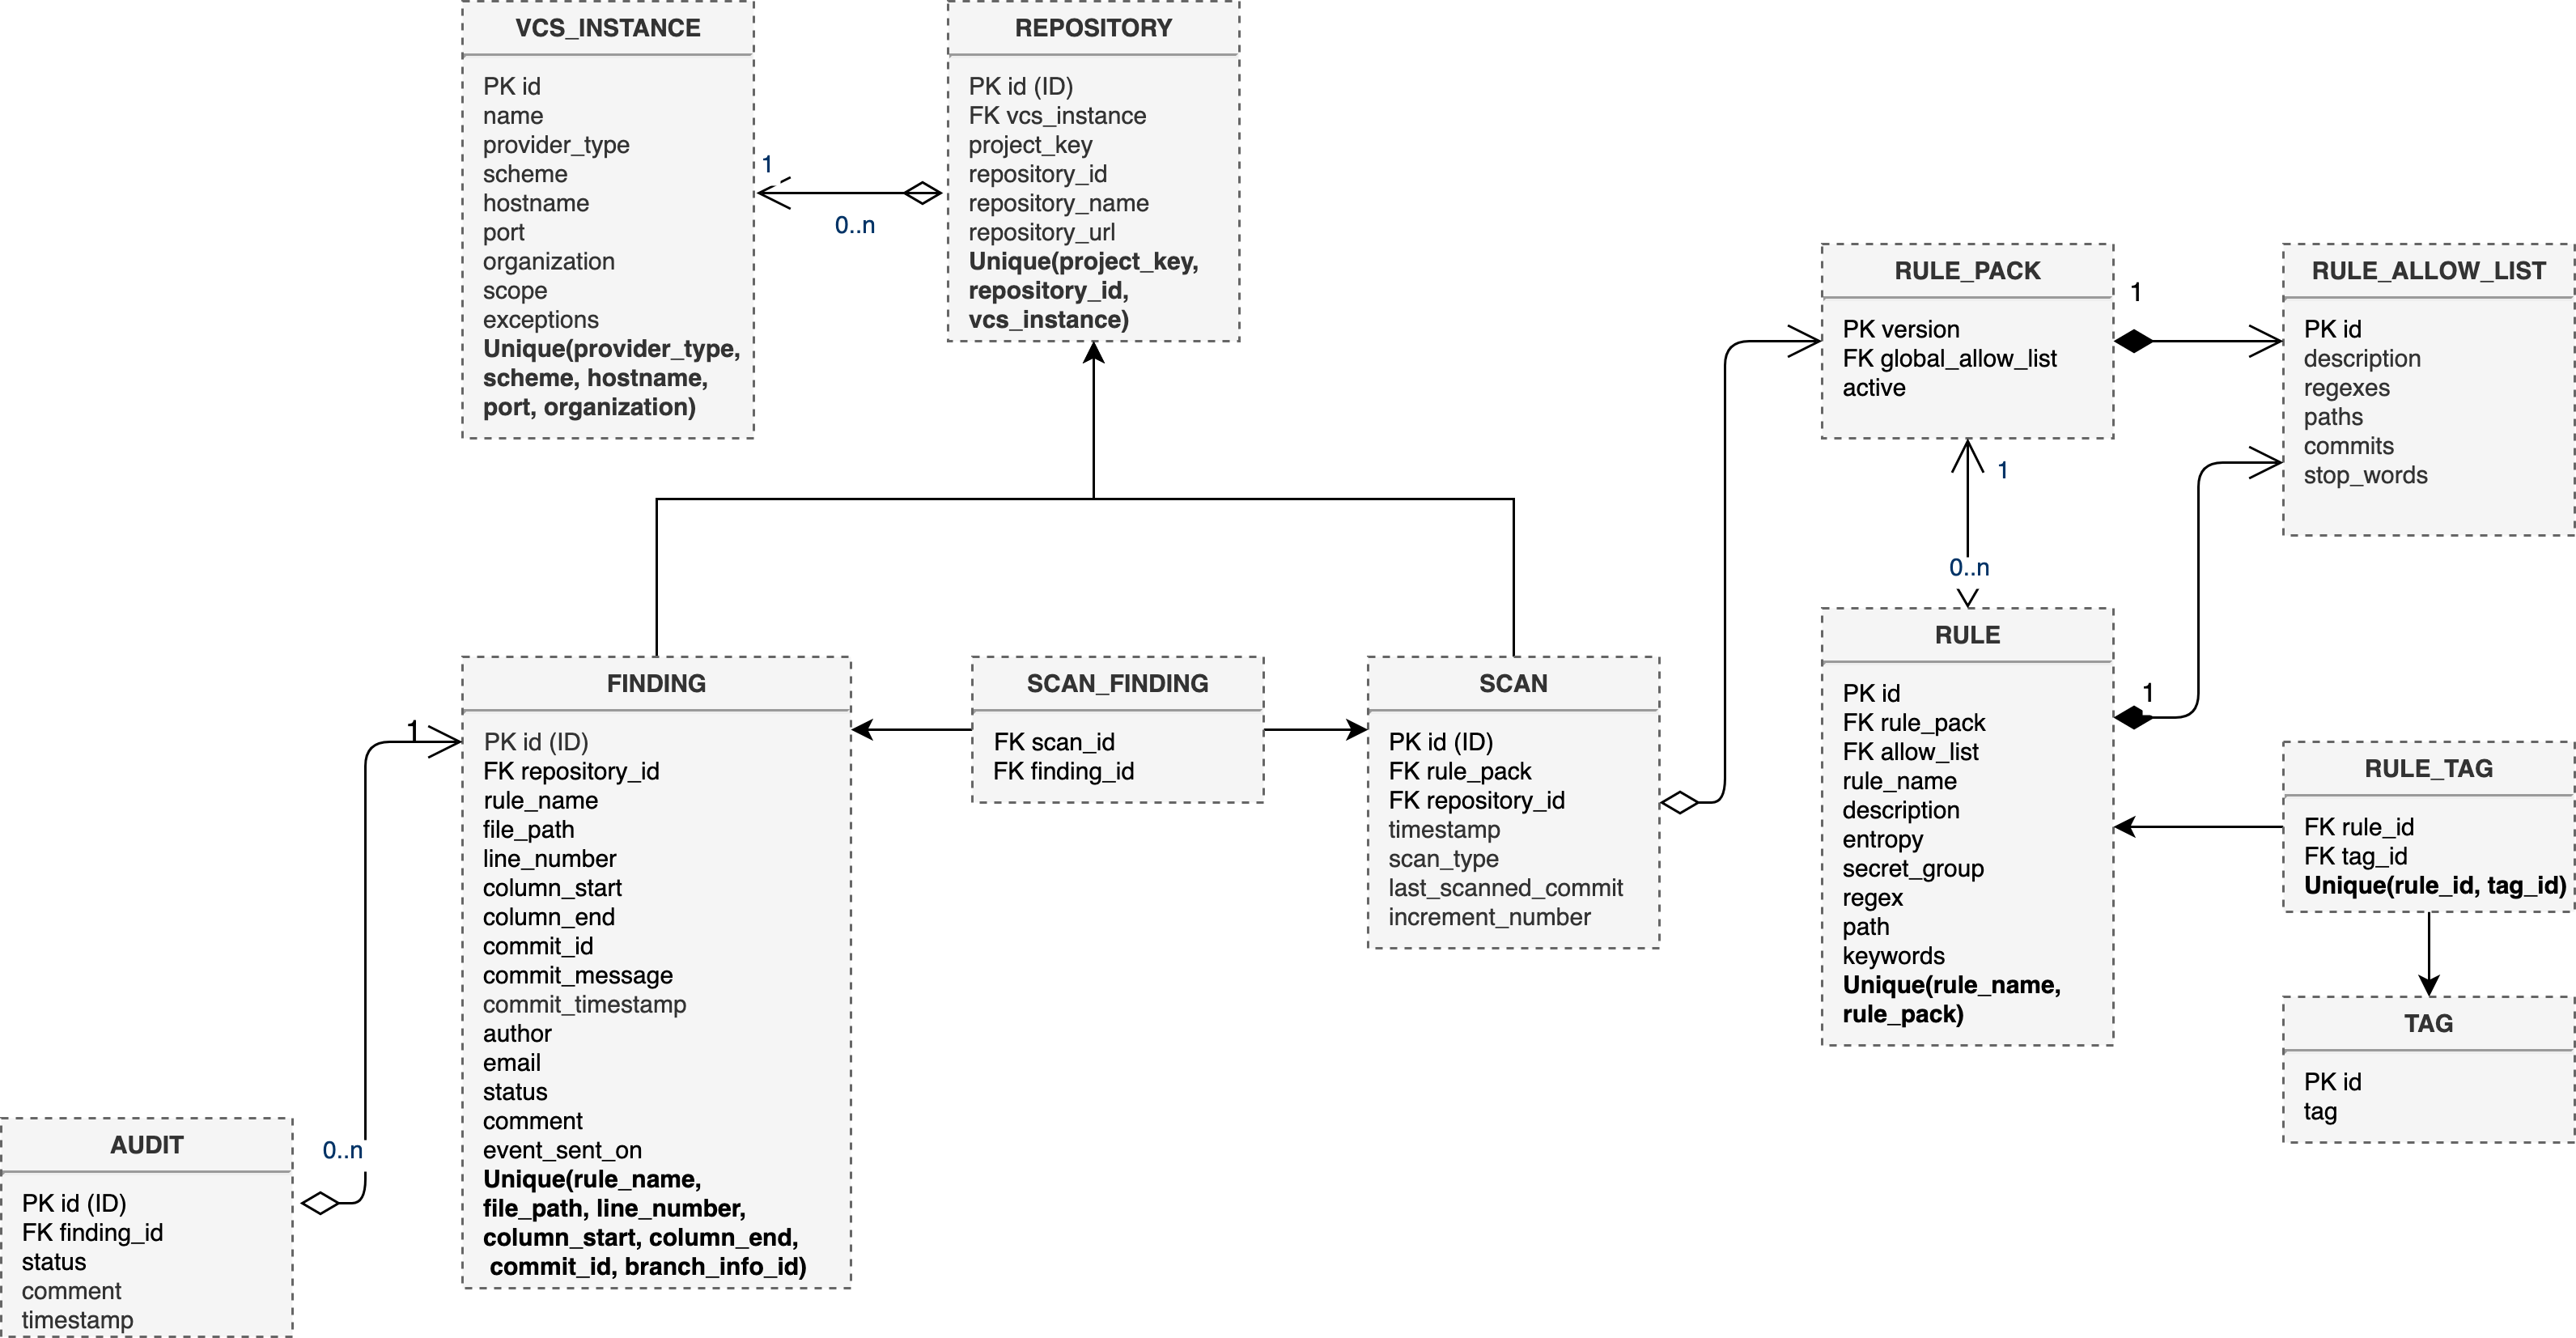 VCS_INSTANCE
PK id
name
provider_type
scheme
hostname
port
organization
scope
exceptions
Unique(provider_type,
scheme, hostname,
port, organization)
1
0..n
REPOSITORY
PK id (ID)
FK vcs_instance
project_key
repository_id
repository_name
repository_url
Unique(project_key,
repository_id,
vcs_instance)
RULE_PACK
PK version
FK global_allow_list
active
1
RULE_ALLOW_LIST
PK id
description
regexes
paths
commits
stop_words
1
0..n
FINDING
PK id (ID)
FK repository_id
rule_name
file_path
line_number
column_start
column_end
commit_id
commit_message
commit_timestamp
author
email
status
comment
event_sent_on
Unique(rule_name,
file_path, line_number,
column_start, column_end,
commit_id, branch_info_id)
SCAN_FINDING
FK scan_id
FK finding_id
SCAN
PK id (ID)
FK rule_pack
FK repository_id
timestamp
scan_type
last_scanned_commit
increment_number
RULE
PK id
FK rule_pack
FK allow_list
rule_name
description
entropy
secret_group
regex
path
keywords
Unique(rule_name,
rule_pack)
1
RULE_TAG
FK rule_id
FK tag_id
Unique(rule_id, tag_id)
TAG
PK id
tag
1
0..n
AUDIT
PK id (ID)
FK finding_id
status
comment
timestamp